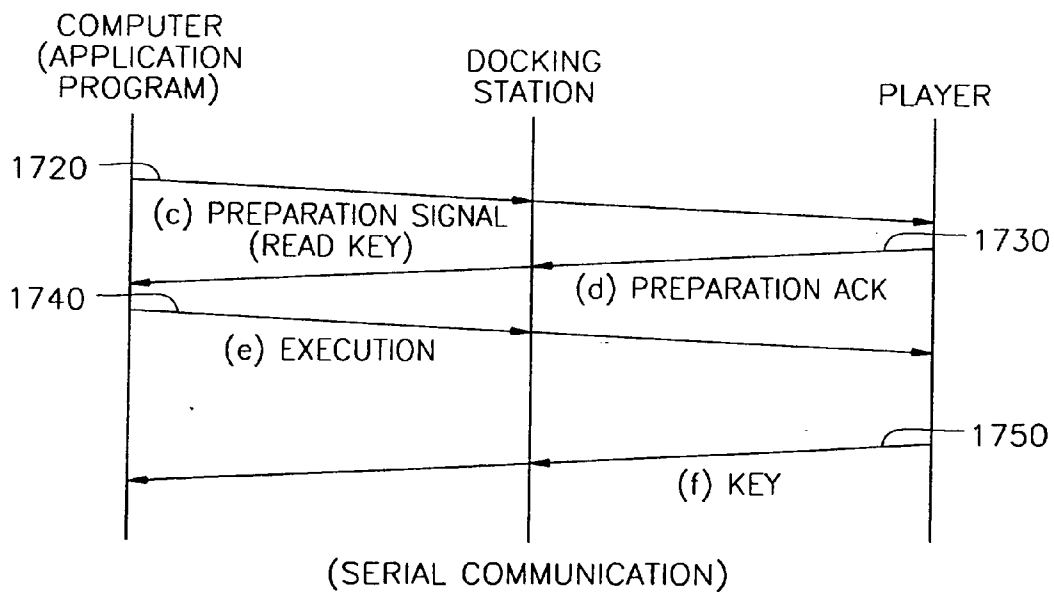 COMPUTER
(APPLICATION
PROGRAM)
DOCKING
STATION
PLAYER
1720
(c) PREPARATION SIGNAL
(READ KEY)
1730
(d) PREPARATION ACK
1740
(e) EXECUTION
1750
(f) KEY
(SERIAL COMMUNICATION)